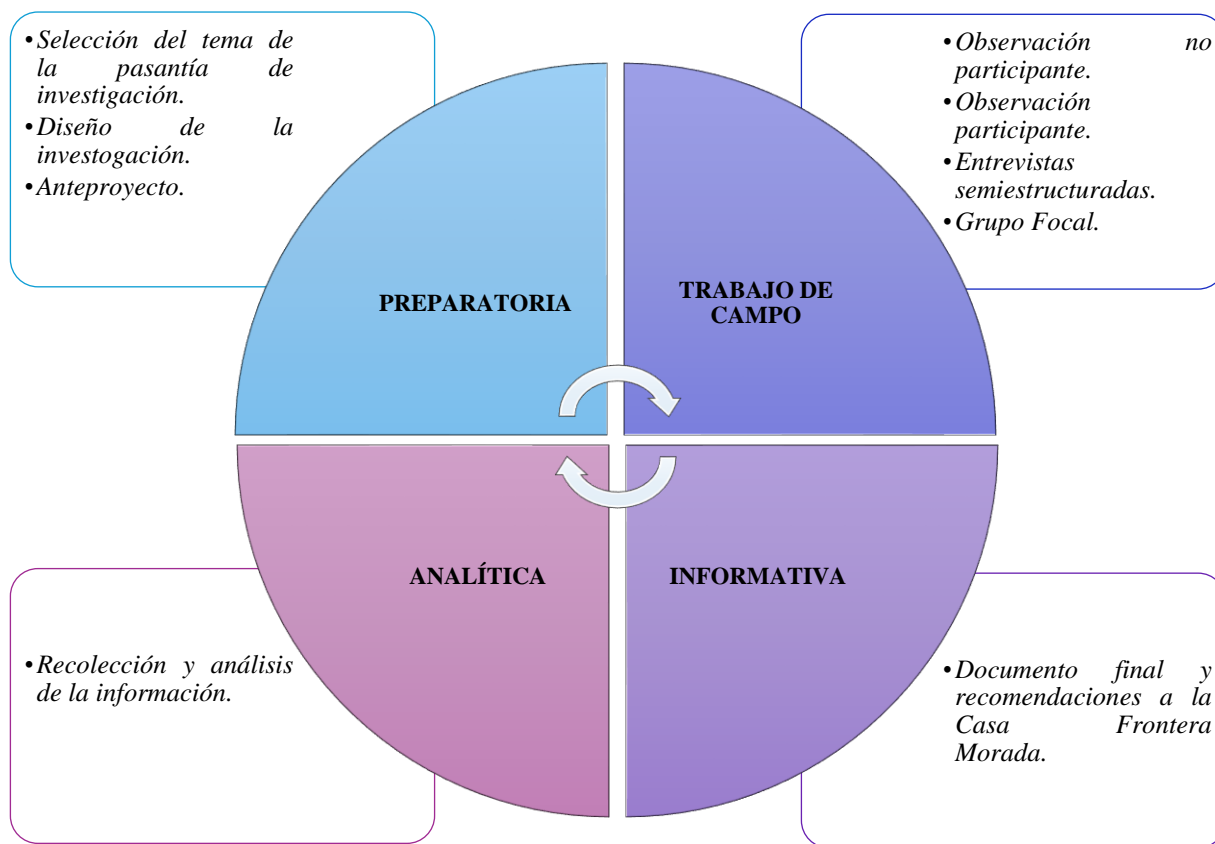 •Selección del tema de
la pasantía de
investigación.
•Diseño de la
investogación.
•Anteproyecto.
•Observación no
participante.
•Observación
participante.
•Entrevistas
semiestructuradas.
•Grupo Focal.
PREPARATORIA
TRABAJO DE
CAMPO
ANALÍTICA
INFORMATIVA
•Recolección y análisis
de la información.
•Documento final y
recomendaciones a la
Casa Frontera
Morada.